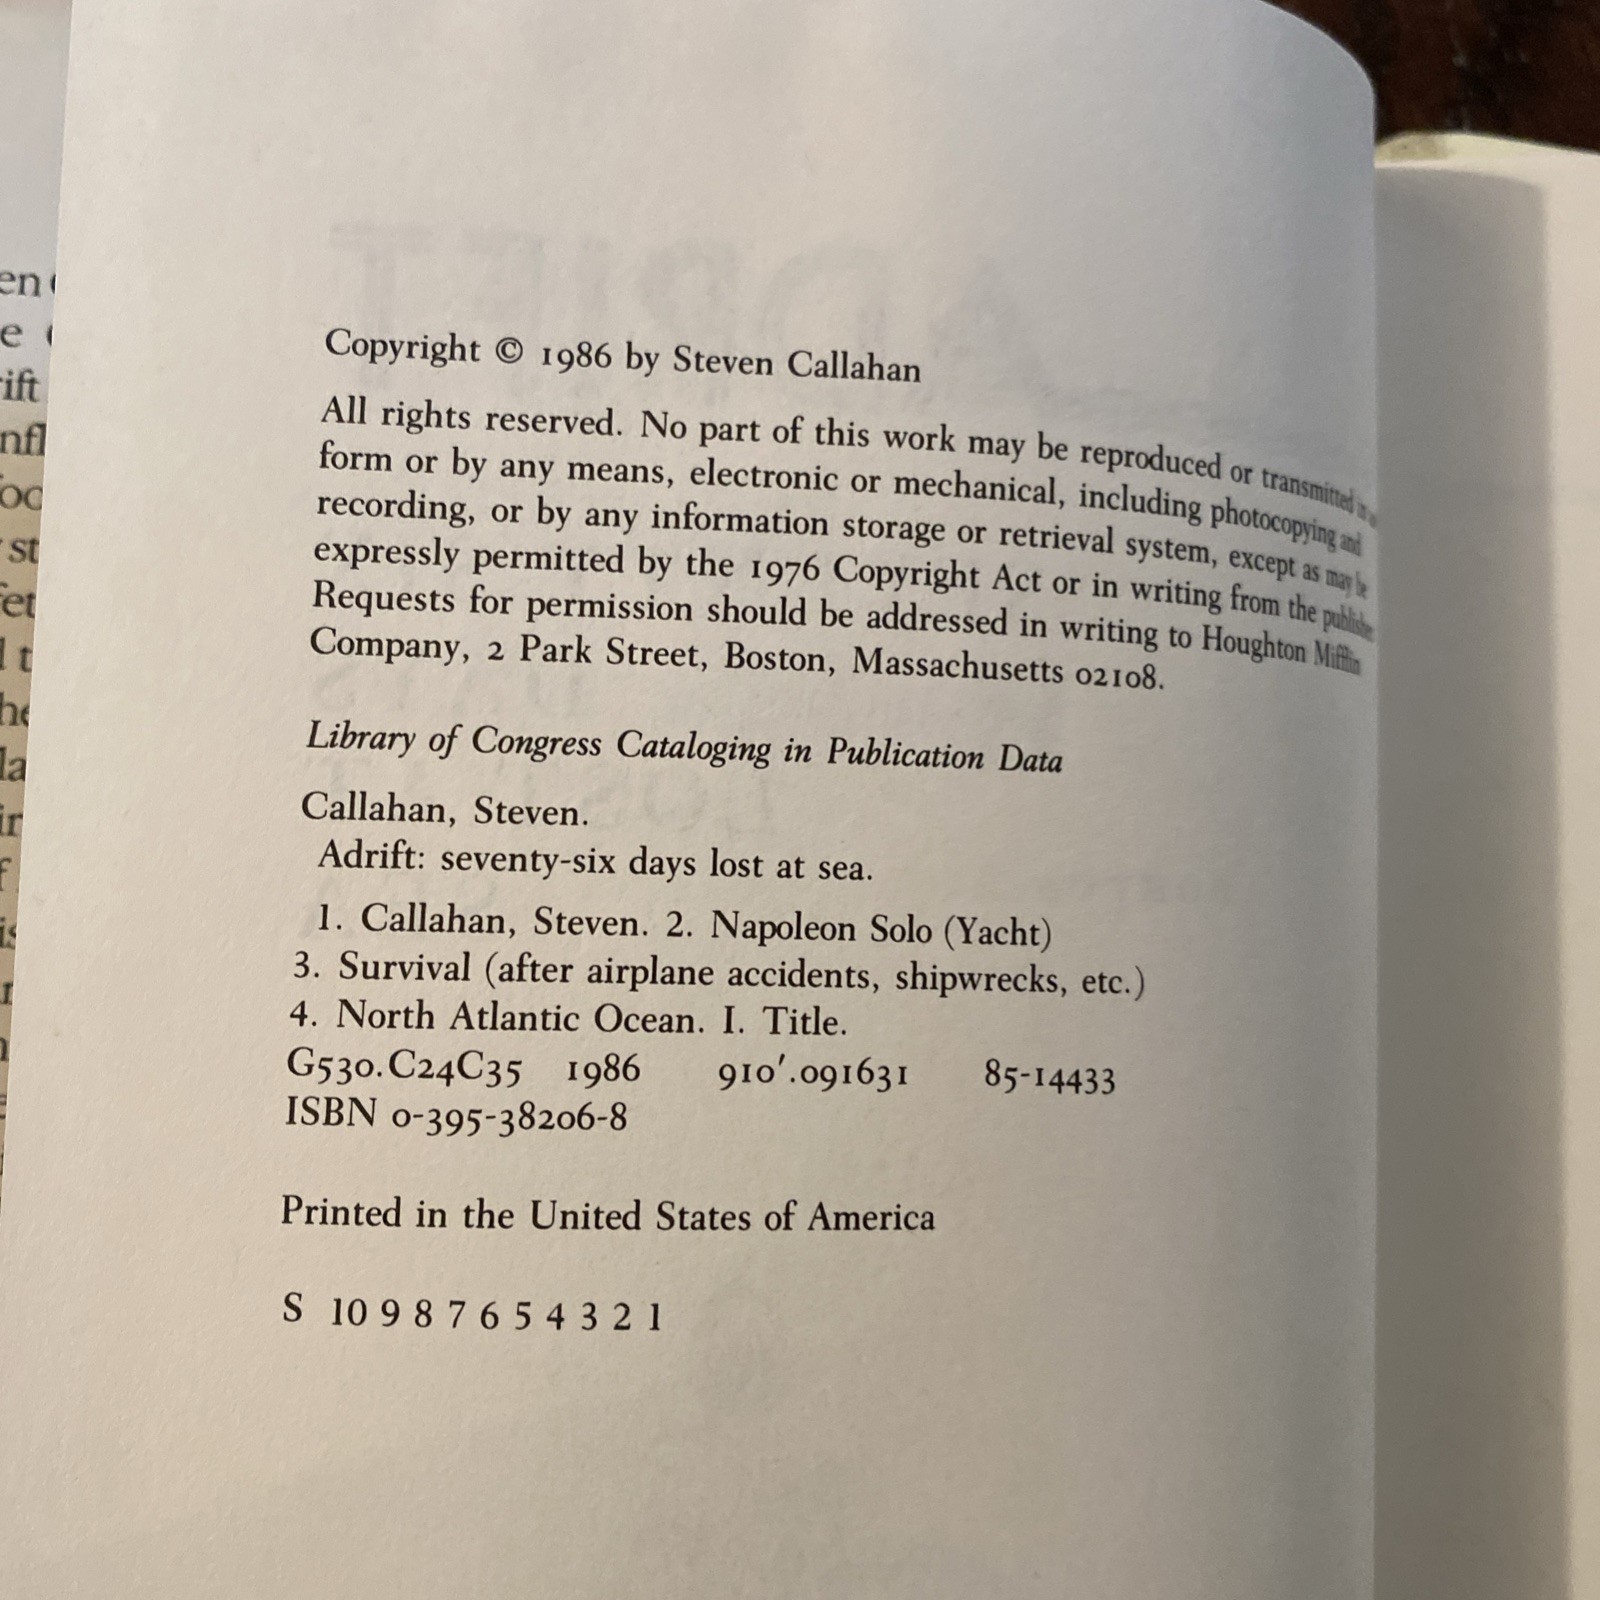 Copyright © 1986 by Steven Callahan
All rights reserved. No part of this work may be reproduced or transmitted in
form or by any means, electronic or mechanical, including photocopying and
recording, or by any information storage or retrieval system, except as may be
expressly permitted by the 1976 Copyright Act or in writing from the publisher.
Requests for permission should be addressed in writing to Houghton Mifflin
Company, 2 Park Street, Boston, Massachusetts 02108.
Library of Congress Cataloging in Publication Data
Callahan, Steven.
Adrift: seventy-six days lost at sea.
1. Callahan, Steven. 2. Napoleon Solo (Yacht)
3. Survival (after airplane accidents, shipwrecks, etc.)
4. North Atlantic Ocean. I. Title.
G530.C24C35 1986 910'.091631 85-14433
ISBN 0-395-38206-8
Printed in the United States of America
S 10 9 8 7 6 5 4 3 2 1